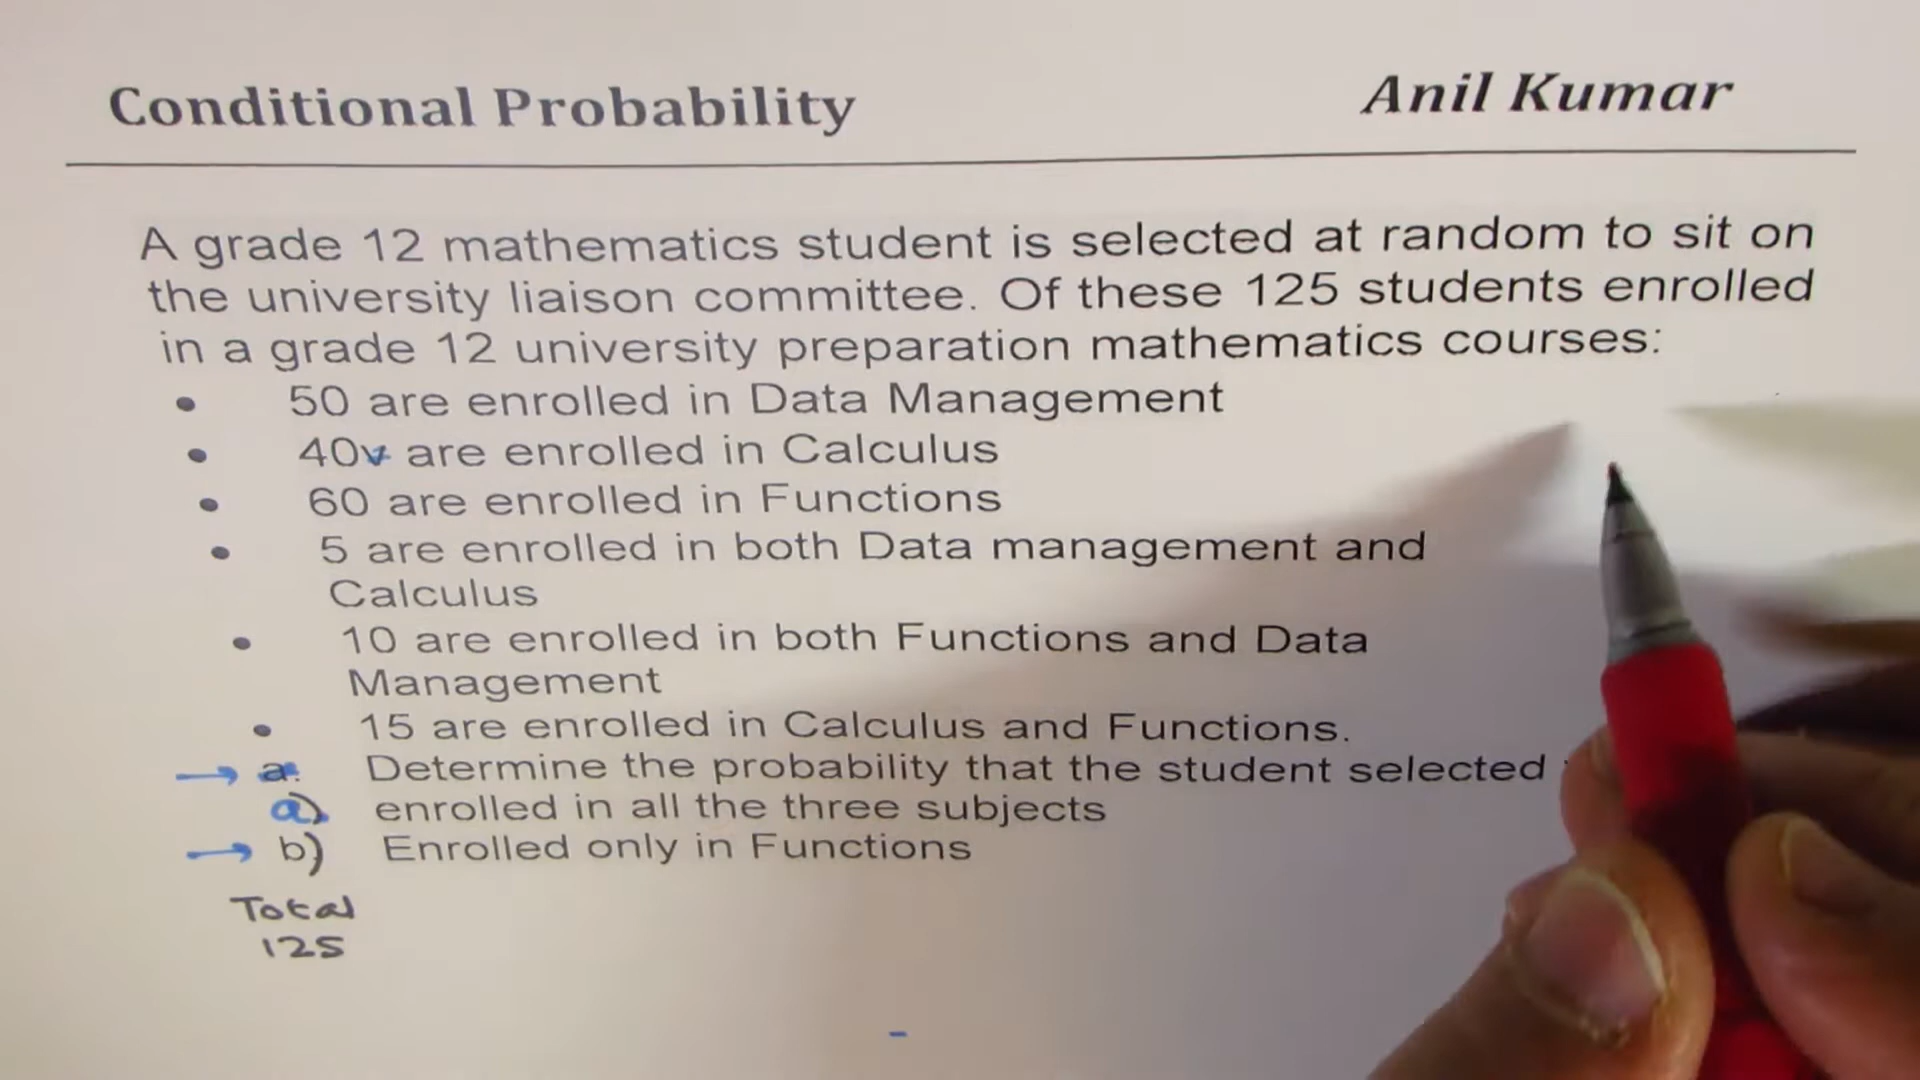 Conditional Probability
Anil Kumar
A grade 12 mathematics student is selected at random to sit on
the university liaison committee. Of these 125 students enrolled
in a grade 12 university preparation mathematics courses:
• 50 are enrolled in Data Management
• 40 are enrolled in Calculus
• 60 are enrolled in Functions
• 5 are enrolled in both Data management and
Calculus
• 10 are enrolled in both Functions and Data
Management
• 15 are enrolled in Calculus and Functions.
→ a. Determine the probability that the student selected
a) enrolled in all the three subjects
→ b) Enrolled only in Functions
Total
125